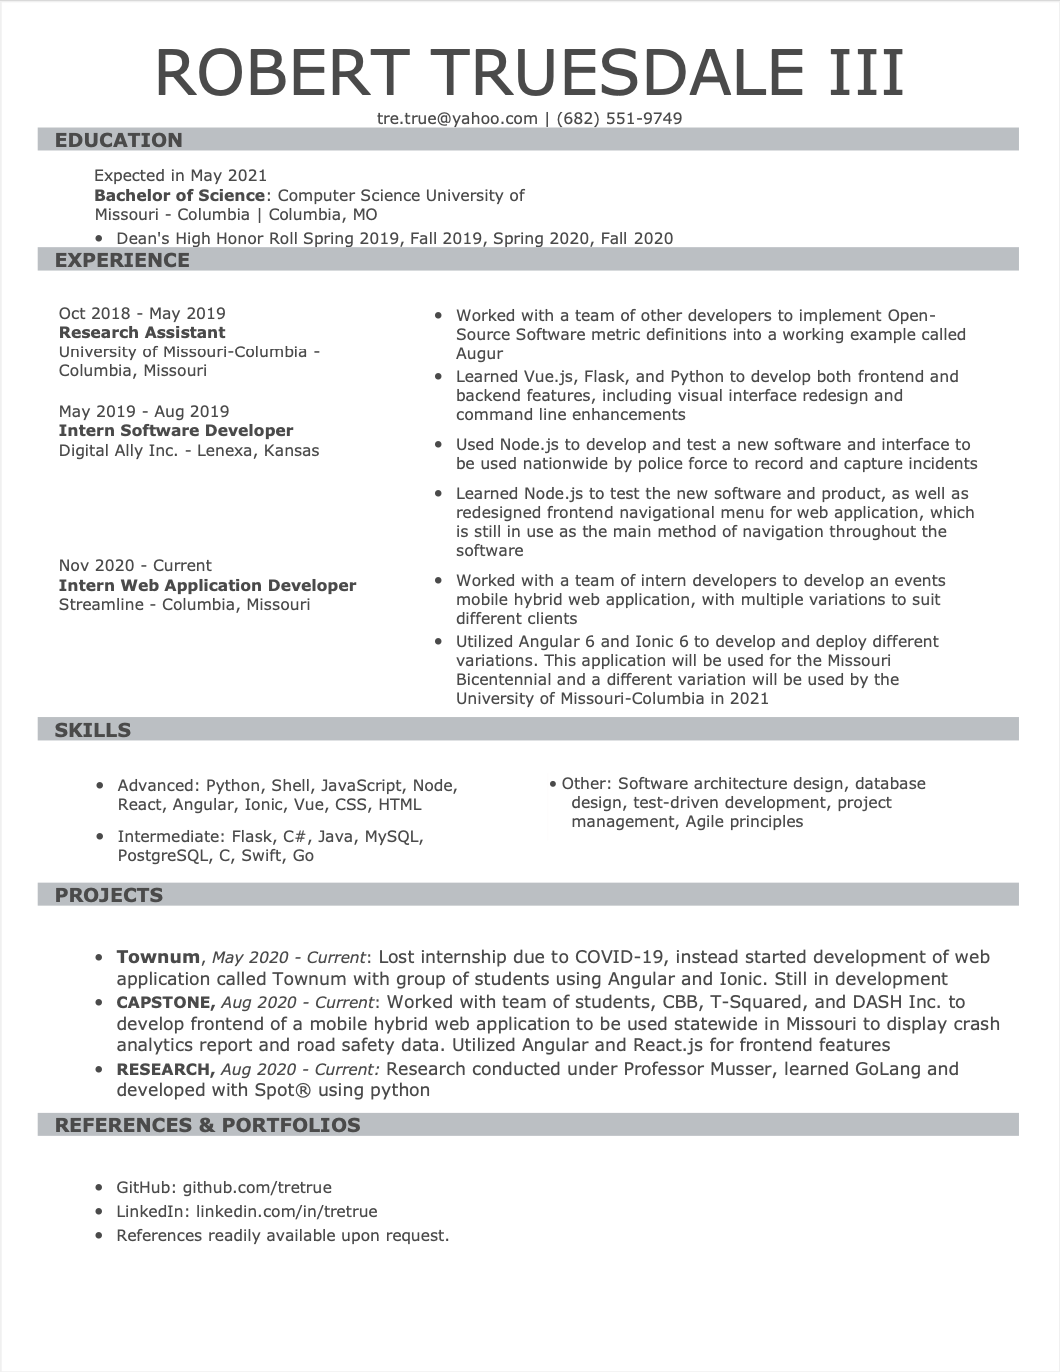 ROBERT TRUESDALE III
tre.true@yahoo.com | (682) 551-9749
EDUCATION
Expected in May 2021
Bachelor of Science: Computer Science University of
Missouri - Columbia | Columbia, MO
• Dean's High Honor Roll Spring 2019, Fall 2019, Spring 2020, Fall 2020
EXPERIENCE
Oct 2018 - May 2019
Research Assistant
University of Missouri-Columbia -
Columbia, Missouri
• Worked with a team of other developers to implement Open-
Source Software metric definitions into a working example called
Augur
• Learned Vue.js, Flask, and Python to develop both frontend and
backend features, including visual interface redesign and
command line enhancements
May 2019 - Aug 2019
Intern Software Developer
Digital Ally Inc. - Lenexa, Kansas
• Used Node.js to develop and test a new software and interface to
be used nationwide by police force to record and capture incidents
• Learned Node.js to test the new software and product, as well as
redesigned frontend navigational menu for web application, which
is still in use as the main method of navigation throughout the
software
Nov 2020 - Current
Intern Web Application Developer
Streamline - Columbia, Missouri
• Worked with a team of intern developers to develop an events
mobile hybrid web application, with multiple variations to suit
different clients
• Utilized Angular 6 and Ionic 6 to develop and deploy different
variations. This application will be used for the Missouri
Bicentennial and a different variation will be used by the
University of Missouri-Columbia in 2021
SKILLS
• Advanced: Python, Shell, JavaScript, Node,
React, Angular, Ionic, Vue, CSS, HTML
• Intermediate: Flask, C#, Java, MySQL,
PostgreSQL, C, Swift, Go
• Other: Software architecture design, database
design, test-driven development, project
management, Agile principles
PROJECTS
• Townum, May 2020 - Current: Lost internship due to COVID-19, instead started development of web
application called Townum with group of students using Angular and Ionic. Still in development
• CAPSTONE, Aug 2020 - Current: Worked with team of students, CBB, T-Squared, and DASH Inc. to
develop frontend of a mobile hybrid web application to be used statewide in Missouri to display crash
analytics report and road safety data. Utilized Angular and React.js for frontend features
• RESEARCH, Aug 2020 - Current: Research conducted under Professor Musser, learned GoLang and
developed with Spot® using python
REFERENCES & PORTFOLIOS
• GitHub: github.com/tretrue
• LinkedIn: linkedin.com/in/tretrue
• References readily available upon request.